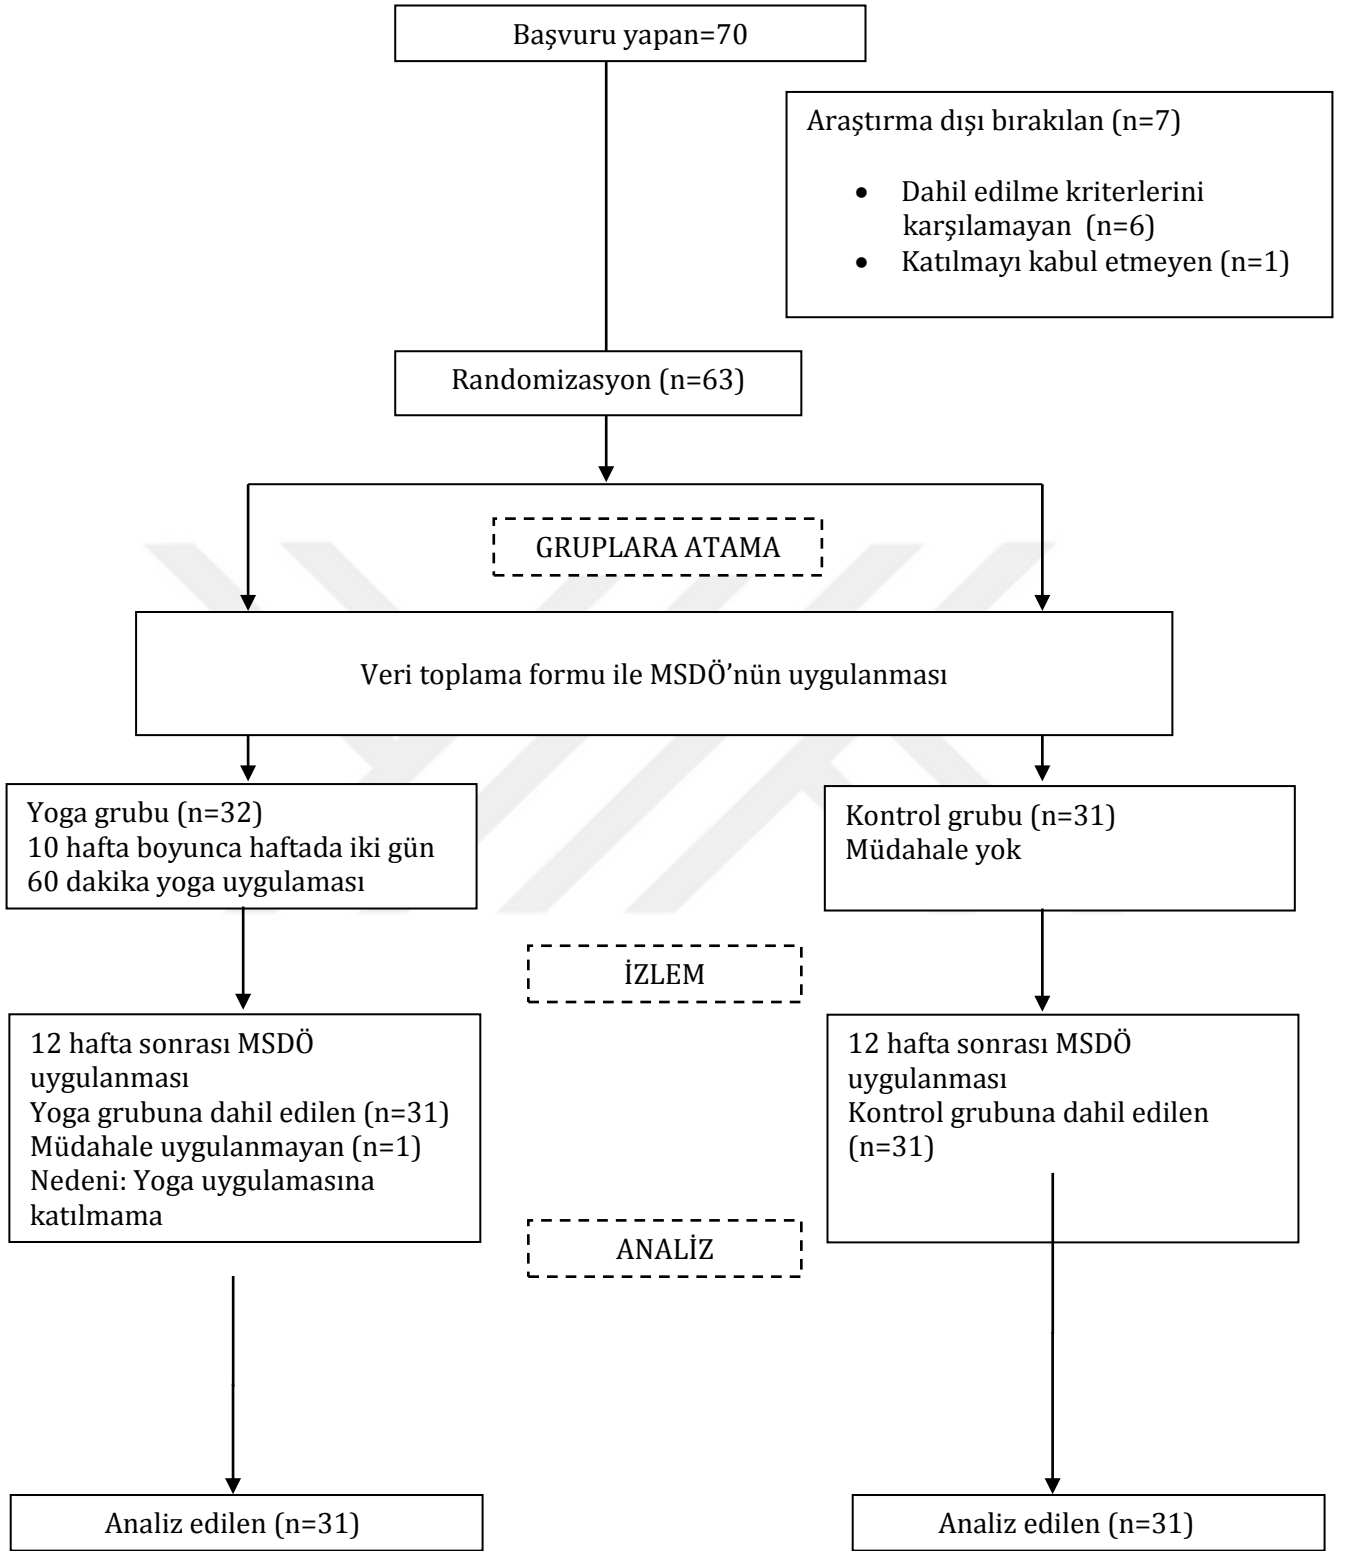 Başvuru yapan=70
Araştırma dışı bırakılan (n=7)
• Dahil edilme kriterlerini
karşılamayan  (n=6)
• Katılmayı kabul etmeyen (n=1)
Randomizasyon (n=63)
GRUPLARA ATAMA
Veri toplama formu ile MSDÖ’nün uygulanması
Yoga grubu (n=32)
10 hafta boyunca haftada iki gün
60 dakika yoga uygulaması
Kontrol grubu (n=31)
Müdahale yok
İZLEM
12 hafta sonrası MSDÖ
uygulanması
Yoga grubuna dahil edilen (n=31)
Müdahale uygulanmayan (n=1)
Nedeni: Yoga uygulamasına
katılmama
12 hafta sonrası MSDÖ
uygulanması
Kontrol grubuna dahil edilen
(n=31)
ANALİZ
Analiz edilen (n=31)
Analiz edilen (n=31)